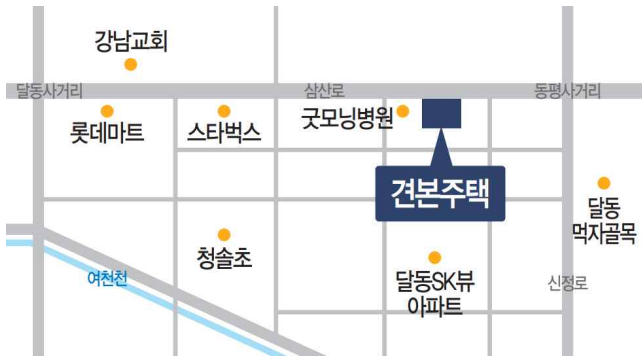 강남교회
달동사거리
삼산로
동평사거리
롯데마트
스타벅스
굿모닝병원
견본주택
달동
먹자골목
청솔초
여천천
달동SK뷰
아파트
신정로